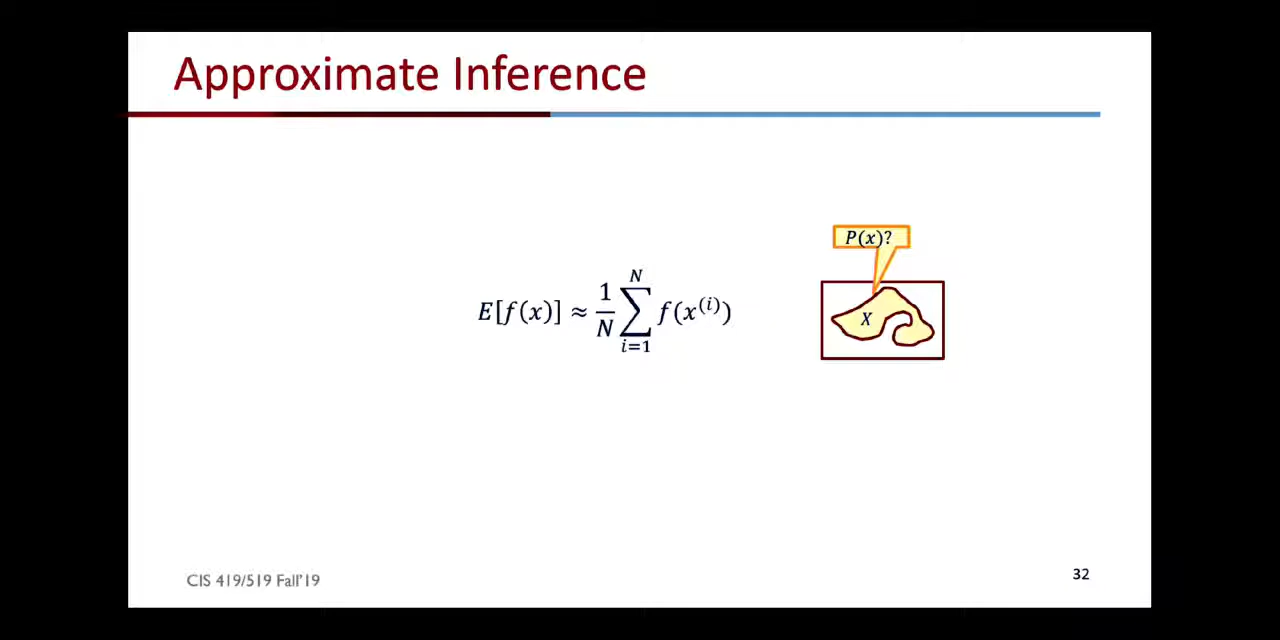 Approximate Inference
P(x)?
E[f(x)] ≈ 1/N ∑_{i=1}^{N} f(x^{(i)})
X
CIS 419/519 Fall'19
32